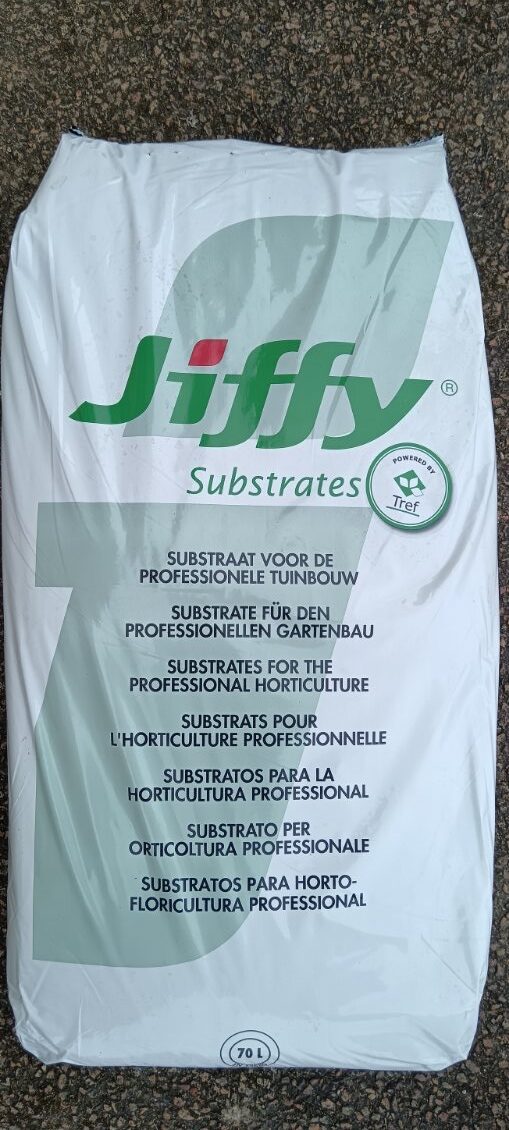 Jiffy®
Substrates
POWERED BY
Tref
SUBSTRAAT VOOR DE
PROFESSIONELE TUINBOUW
SUBSTRATE FÜR DEN
PROFESSIONELLEN GARTENBAU
SUBSTRATES FOR THE
PROFESSIONAL HORTICULTURE
SUBSTRATS POUR
L'HORTICULTURE PROFESSIONNELLE
SUBSTRATOS PARA LA
HORTICULTURA PROFESSIONAL
SUBSTRATO PER
ORTICOLTURA PROFESSIONALE
SUBSTRATOS PARA HORTO-
FLORICULTURA PROFESSIONAL
70 L